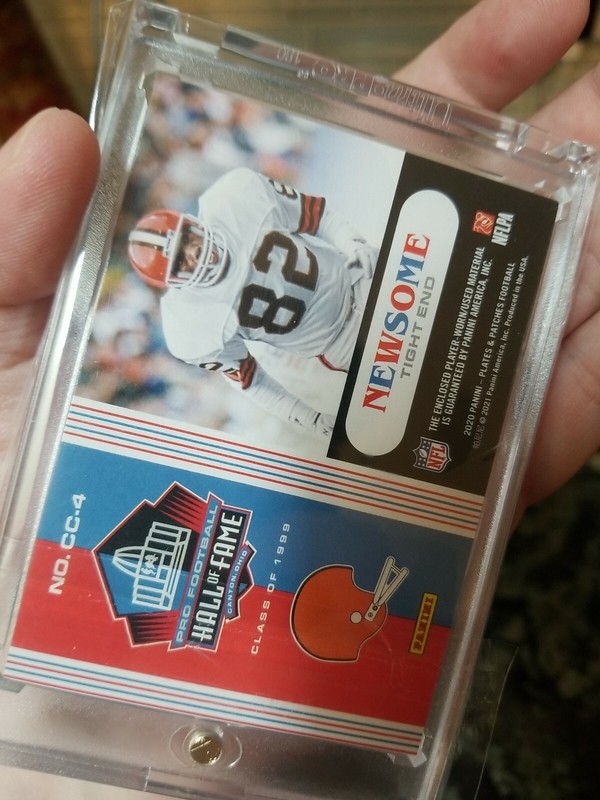 NO. CC-4
PRO FOOTBALL
HALL OF FAME
CANTON, OHIO
CLASS OF 1999
PANINI
82
NEWSOME
TIGHT END
THE ENCLOSED PLAYER-WORN/USED MATERIAL
IS GUARANTEED BY PANINI AMERICA, INC.
NFL
NFLPA
2020 PANINI – PLATES & PATCHES FOOTBALL
© 2021 Panini America, Inc. Produced in the USA.